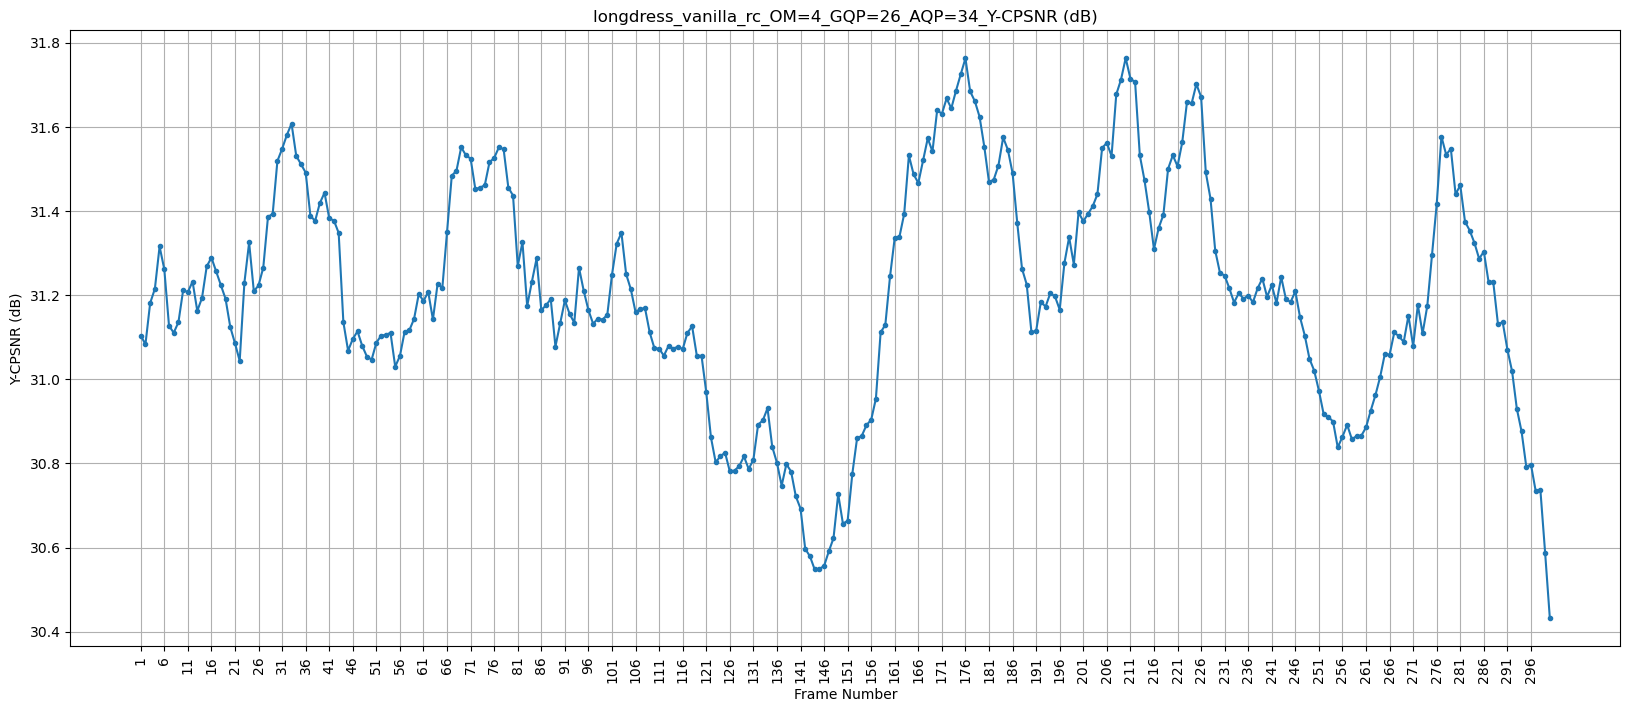 longdress_vanilla_rc_OM=4_GQP=26_AQP=34_Y-CPSNR (dB)
31.8
31.6
31.4
31.2
31.0
30.8
30.6
30.4
Y-CPSNR (dB)
1 6 11 16 21 26 31 36 41 46 51 56 61 66 71 76 81 86 91 96 101 106 111 116 121 126 131 136 141 146 151 156 161 166 171 176 181 186 191 196 201 206 211 216 221 226 231 236 241 246 251 256 261 266 271 276 281 286 291 296
Frame Number